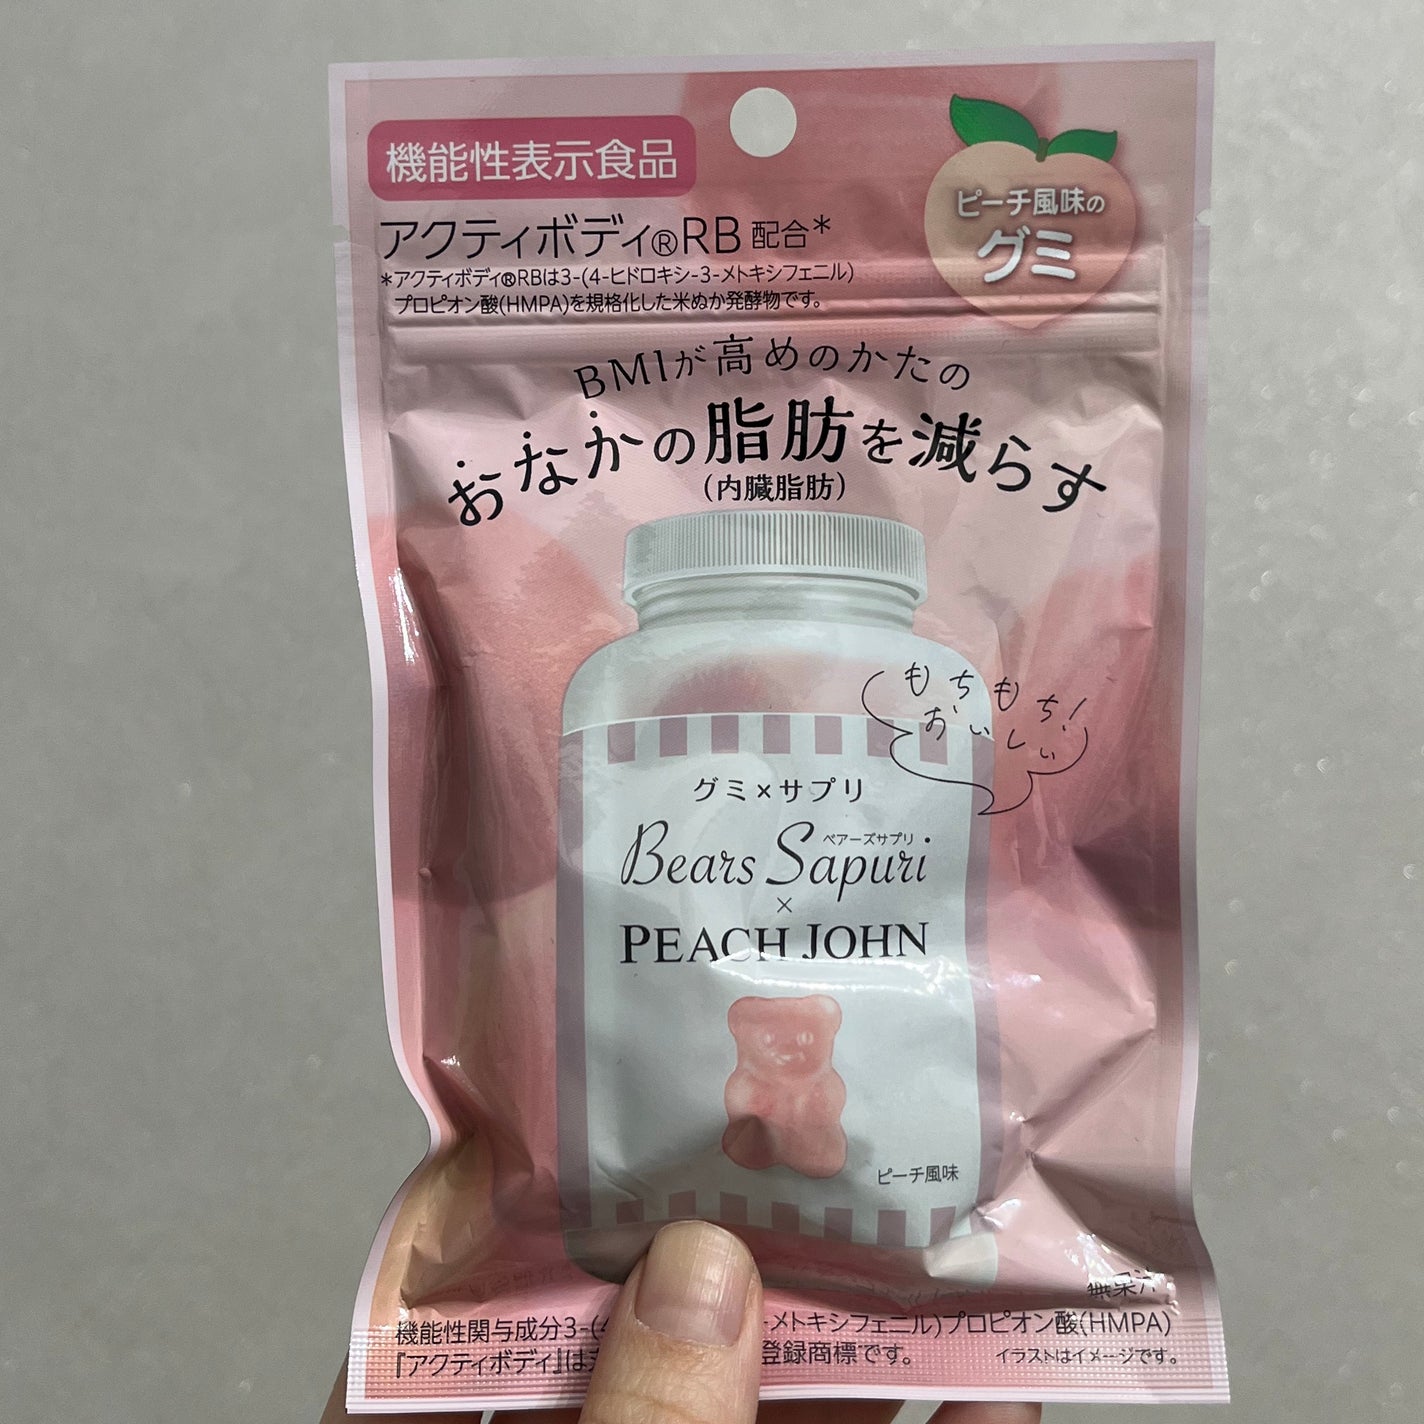 機能性表示食品
アクティボディ®RB 配合*
*アクティボディ®RBは3-(4-ヒドロキシ-3-メトキシフェニル)
プロピオン酸(HMPA)を規格化した米ぬか発酵物です。
ピーチ風味の
グミ
BMIが高めのかたの
おなかの脂肪を減らす
(内臓脂肪)
もちもち!
おいしい
グミ×サプリ
ベアーズサプリ
Bears Sapuri
×
PEACH JOHN
ピーチ風味
無果汁
機能性関与成分3-(4 -メトキシフェニル)プロピオン酸(HMPA)
『アクティボディ』は 登録商標です。
イラストはイメージです。